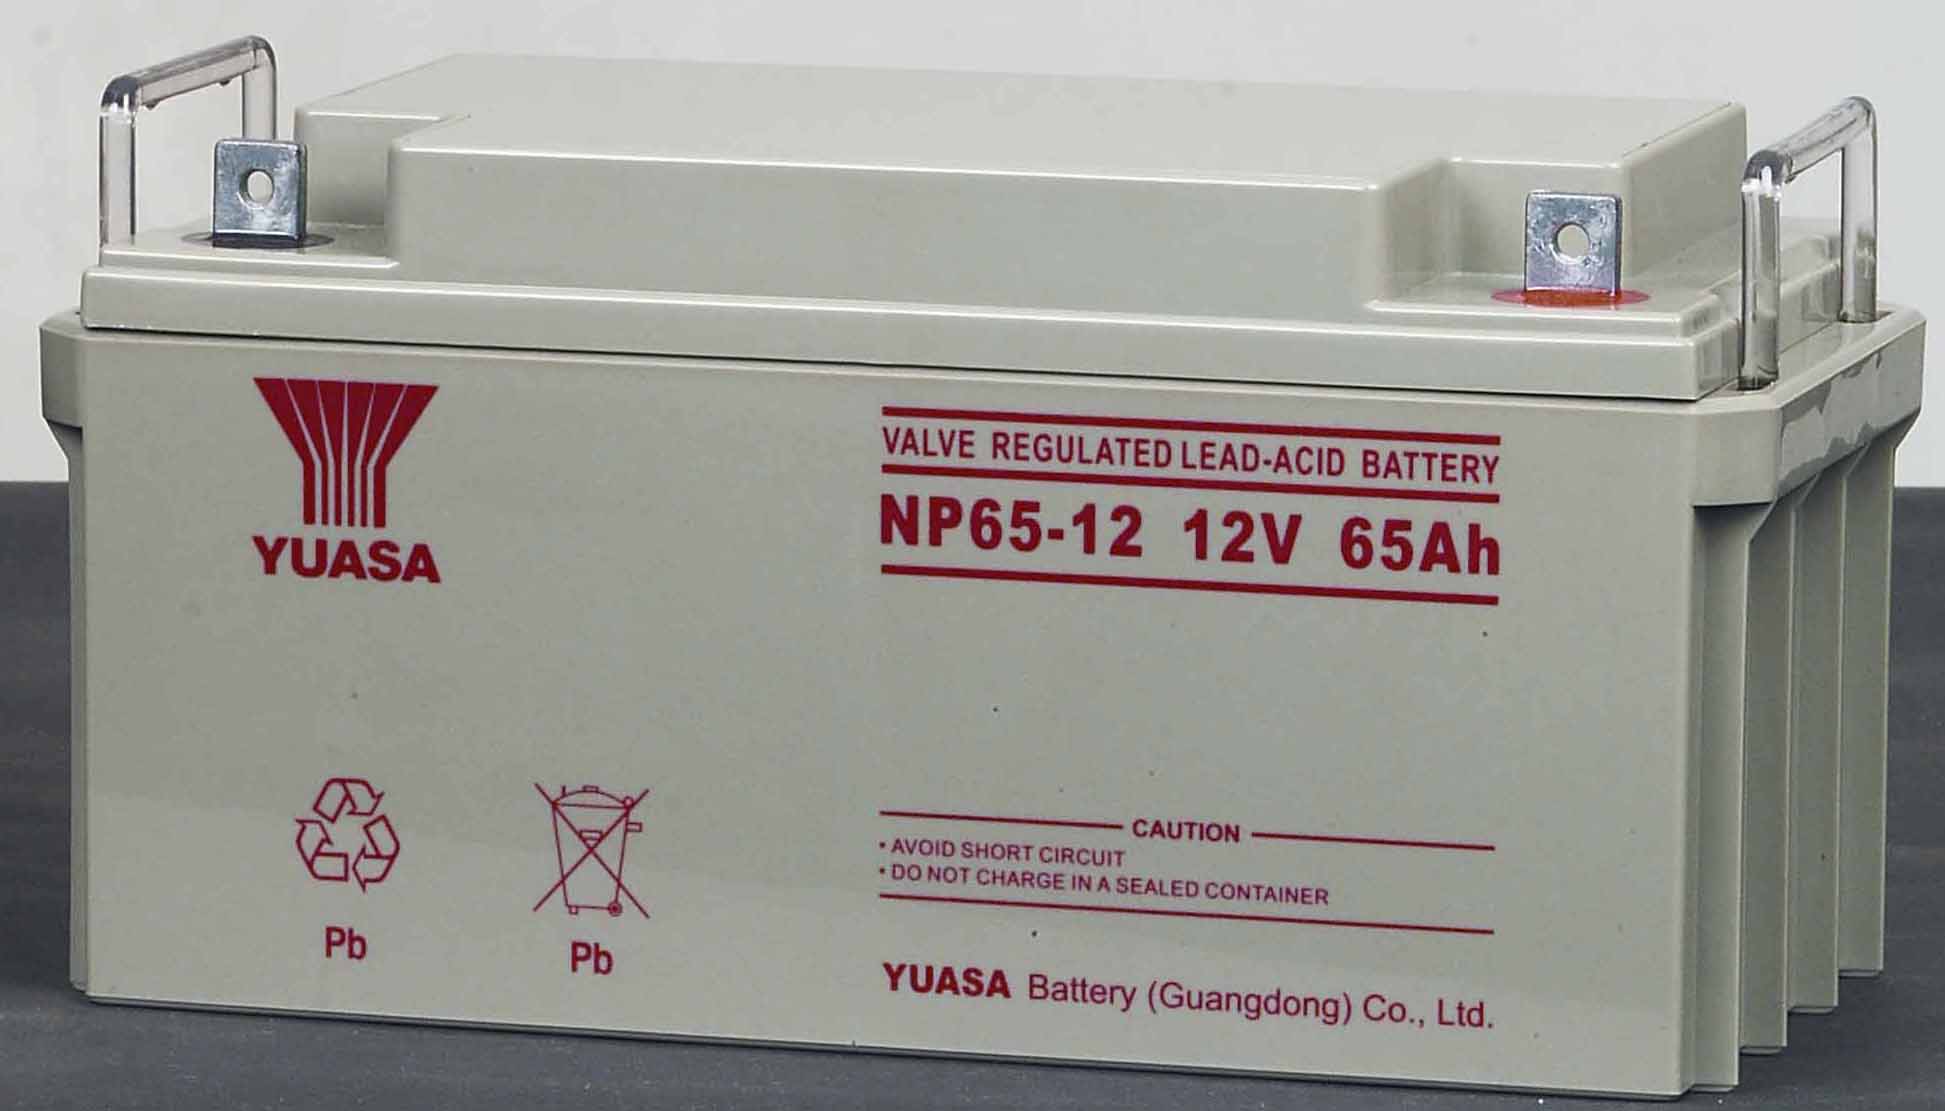 YUASA
VALVE REGULATED LEAD-ACID BATTERY
NP65-12 12V 65Ah
Pb
Pb
CAUTION
• AVOID SHORT CIRCUIT
• DO NOT CHARGE IN A SEALED CONTAINER
YUASA Battery (Guangdong) Co., Ltd.